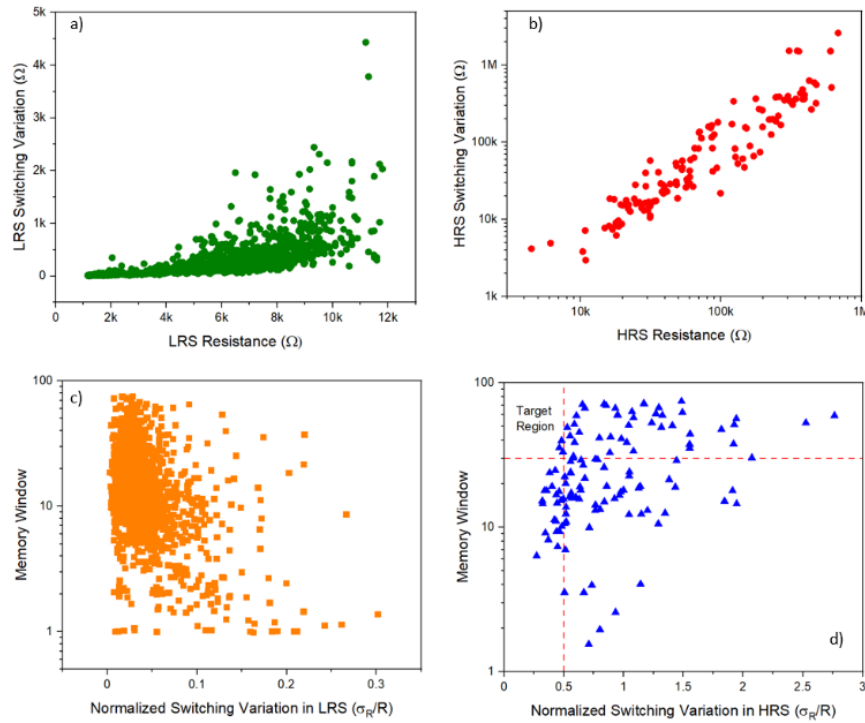 a)
5k
4k
3k
2k
1k
0
LRS Switching Variation (Ω)
0 2k 4k 6k 8k 10k 12k 14k
LRS Resistance (Ω)
b)
1M
100k
10k
1k
HRS Switching Variation (Ω)
10k 100k 1M
HRS Resistance (Ω)
c)
100
10
1
Memory Window
0 0.1 0.2 0.3
Normalized Switching Variation in LRS (σR/R)
Target
Region
100
10
1
Memory Window
d)
0 0.5 1 1.5 2 2.5 3
Normalized Switching Variation in HRS (σR/R)